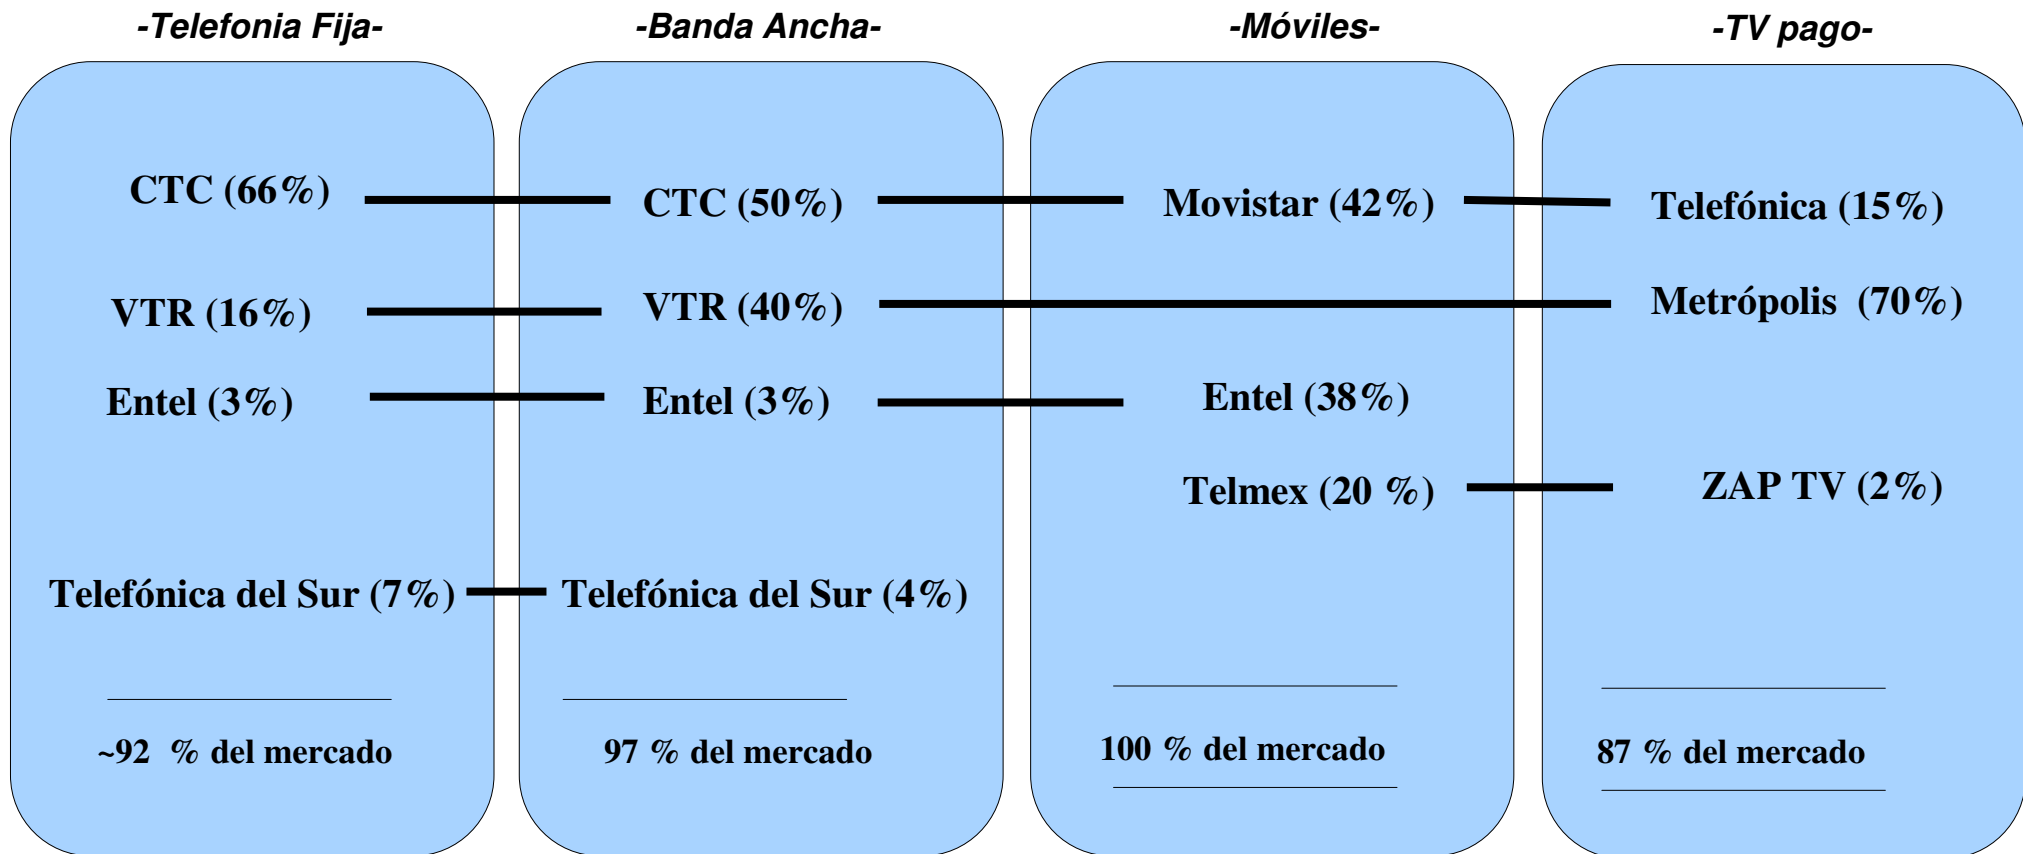 -Telefonia Fija-
CTC (66%)
VTR (16%)
Entel (3%)
Telefónica del Sur (7%)
~92 % del mercado
-Banda Ancha-
CTC (50%)
VTR (40%)
Entel (3%)
Telefónica del Sur (4%)
97 % del mercado
-Móviles-
Movistar (42%)
Entel (38%)
Telmex (20 %)
100 % del mercado
-TV pago-
Telefónica (15%)
Metrópolis (70%)
ZAP TV (2%)
87 % del mercado